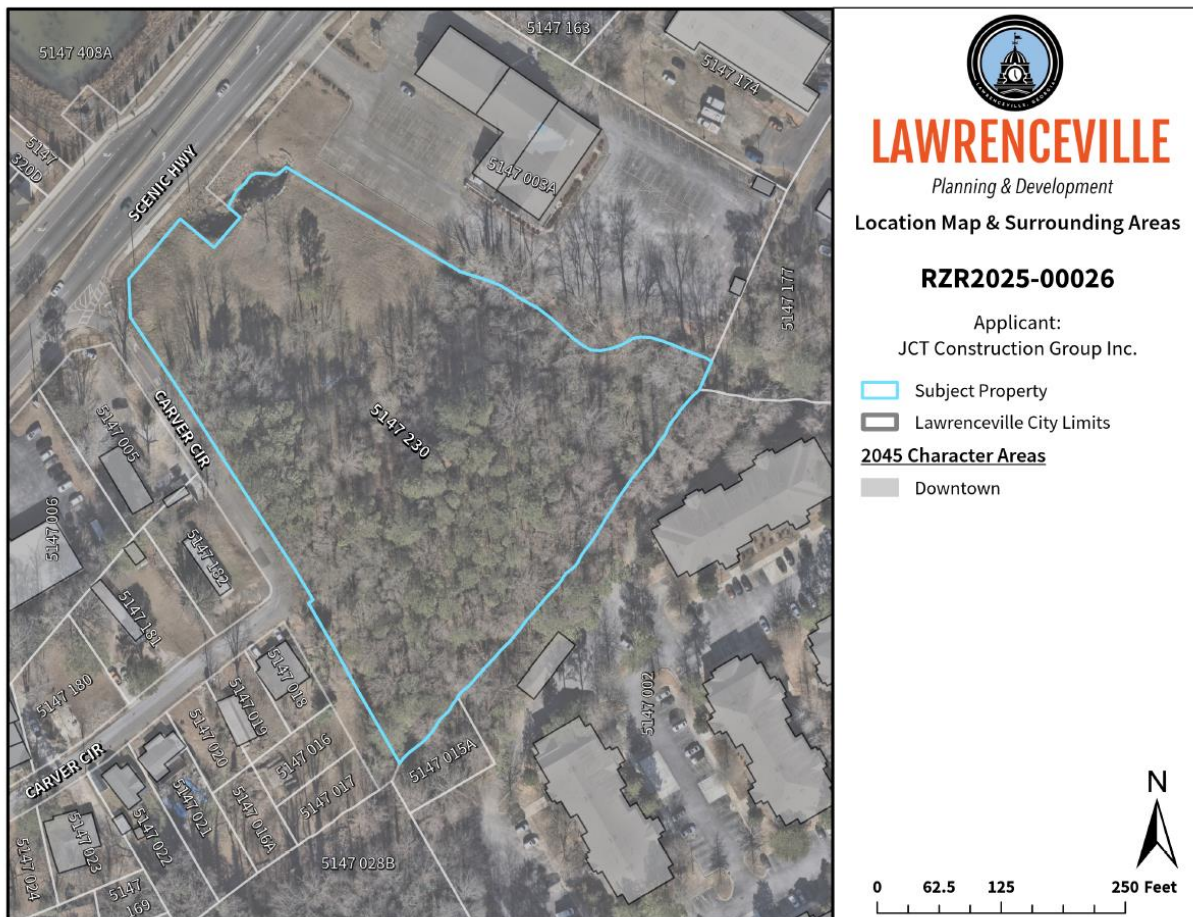 5147 408A
5147 163
5147 174
5147
320D
SCENIC HWY
5147 003A
5147 177
5147 005
CARVER CIR
5147 230
5147 006
5147 182
5147 181
5147 180
5147 018
5147 019
5147 020
5147 016
5147 002
5147 015A
5147 017
CARVER CIR
5147 021
5147 016A
5147 022
5147 023
5147 024
5147 028B
5147
169
LAWRENCEVILLE, GEORGIA
LAWRENCEVILLE
Planning & Development
Location Map & Surrounding Areas
RZR2025-00026
Applicant:
JCT Construction Group Inc.
Subject Property
Lawrenceville City Limits
2045 Character Areas
Downtown
N
0 62.5 125 250 Feet